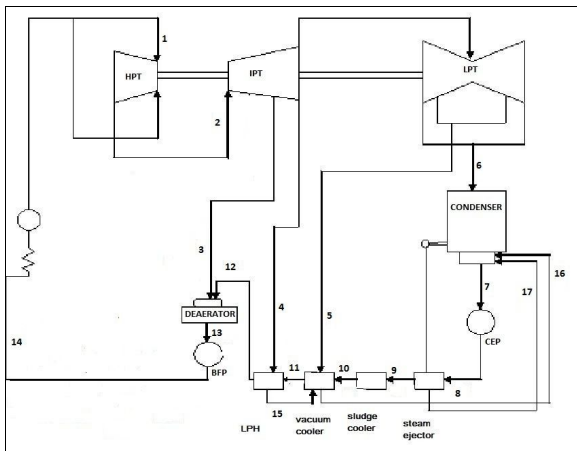 1
HPT
IPT
LPT
2
6
CONDENSER
3
12
16
17
7
4
5
DEAERATOR
13
CEP
14
BFP
11
10
9
8
15
LPH
vacuum
cooler
sludge
cooler
steam
ejector